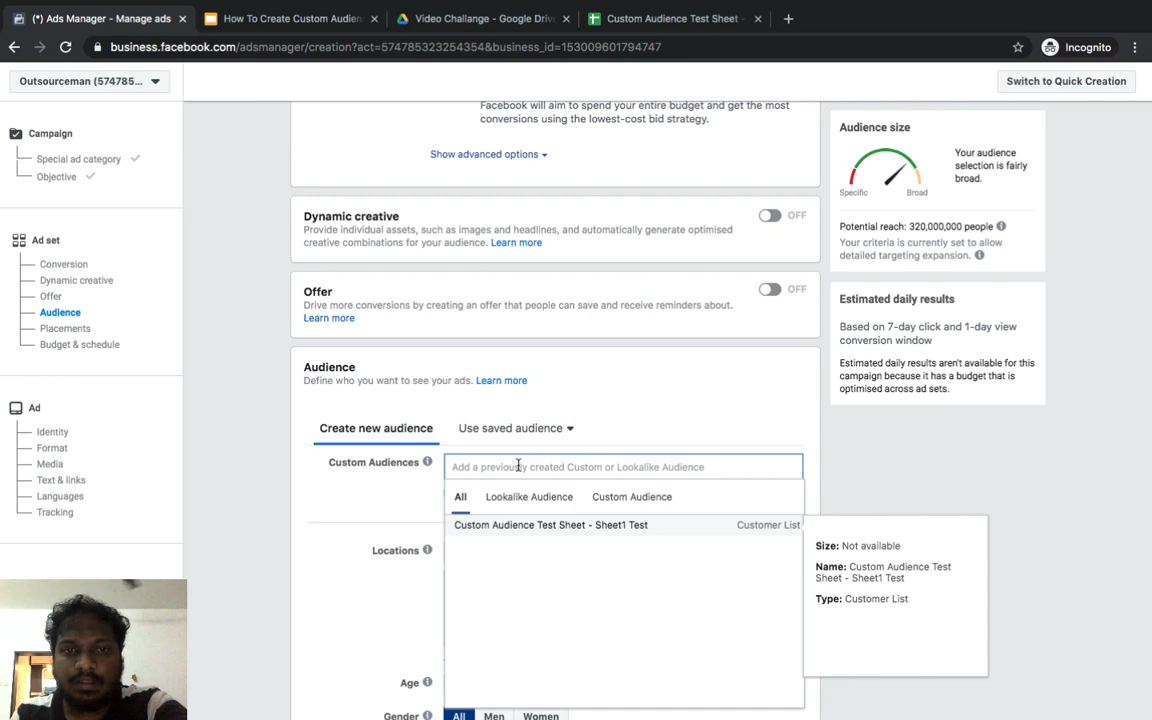 (*) Ads Manager - Manage ads
How To Create Custom Audien
Video Challange - Google Drive
Custom Audience Test Sheet -
business.facebook.com/adsmanager/creation?act=574785323254354&business_id=153009601794747
Incognito
Outsourceman (574785...
Switch to Quick Creation
Campaign
Special ad category
Objective
Ad set
Conversion
Dynamic creative
Offer
Audience
Placements
Budget & schedule
Ad
Identity
Format
Media
Text & links
Languages
Tracking
Facebook will aim to spend your entire budget and get the most
conversions using the lowest-cost bid strategy.
Show advanced options
Dynamic creative
OFF
Provide individual assets, such as images and headlines, and automatically generate optimised
creative combinations for your audience. Learn more
Offer
OFF
Drive more conversions by creating an offer that people can save and receive reminders about.
Learn more
Audience
Define who you want to see your ads. Learn more
Create new audience
Use saved audience
Custom Audiences
Add a previously created Custom or Lookalike Audience
All
Lookalike Audience
Custom Audience
Custom Audience Test Sheet - Sheet1 Test
Customer List
Locations
Age
Gender
All
Men
Women
Size: Not available
Name: Custom Audience Test
Sheet - Sheet1 Test
Type: Customer List
Audience size
Specific
Broad
Your audience
selection is fairly
broad.
Potential reach: 320,000,000 people
Your criteria is currently set to allow
detailed targeting expansion.
Estimated daily results
Based on 7-day click and 1-day view
conversion window
Estimated daily results aren't available for this
campaign because it has a budget that is
optimised across ad sets.